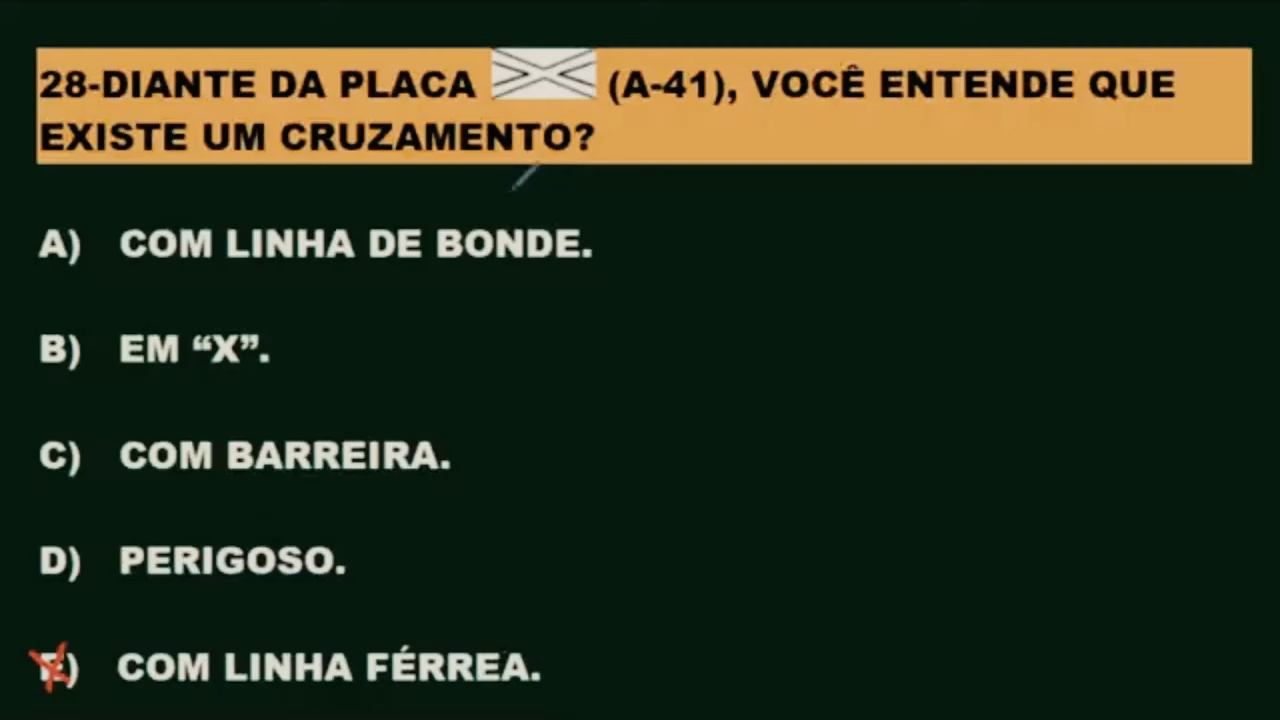 28-DIANTE DA PLACA (A-41), VOCÊ ENTENDE QUE
EXISTE UM CRUZAMENTO?
A) COM LINHA DE BONDE.
B) EM “X”.
C) COM BARREIRA.
D) PERIGOSO.
E) COM LINHA FÉRREA.